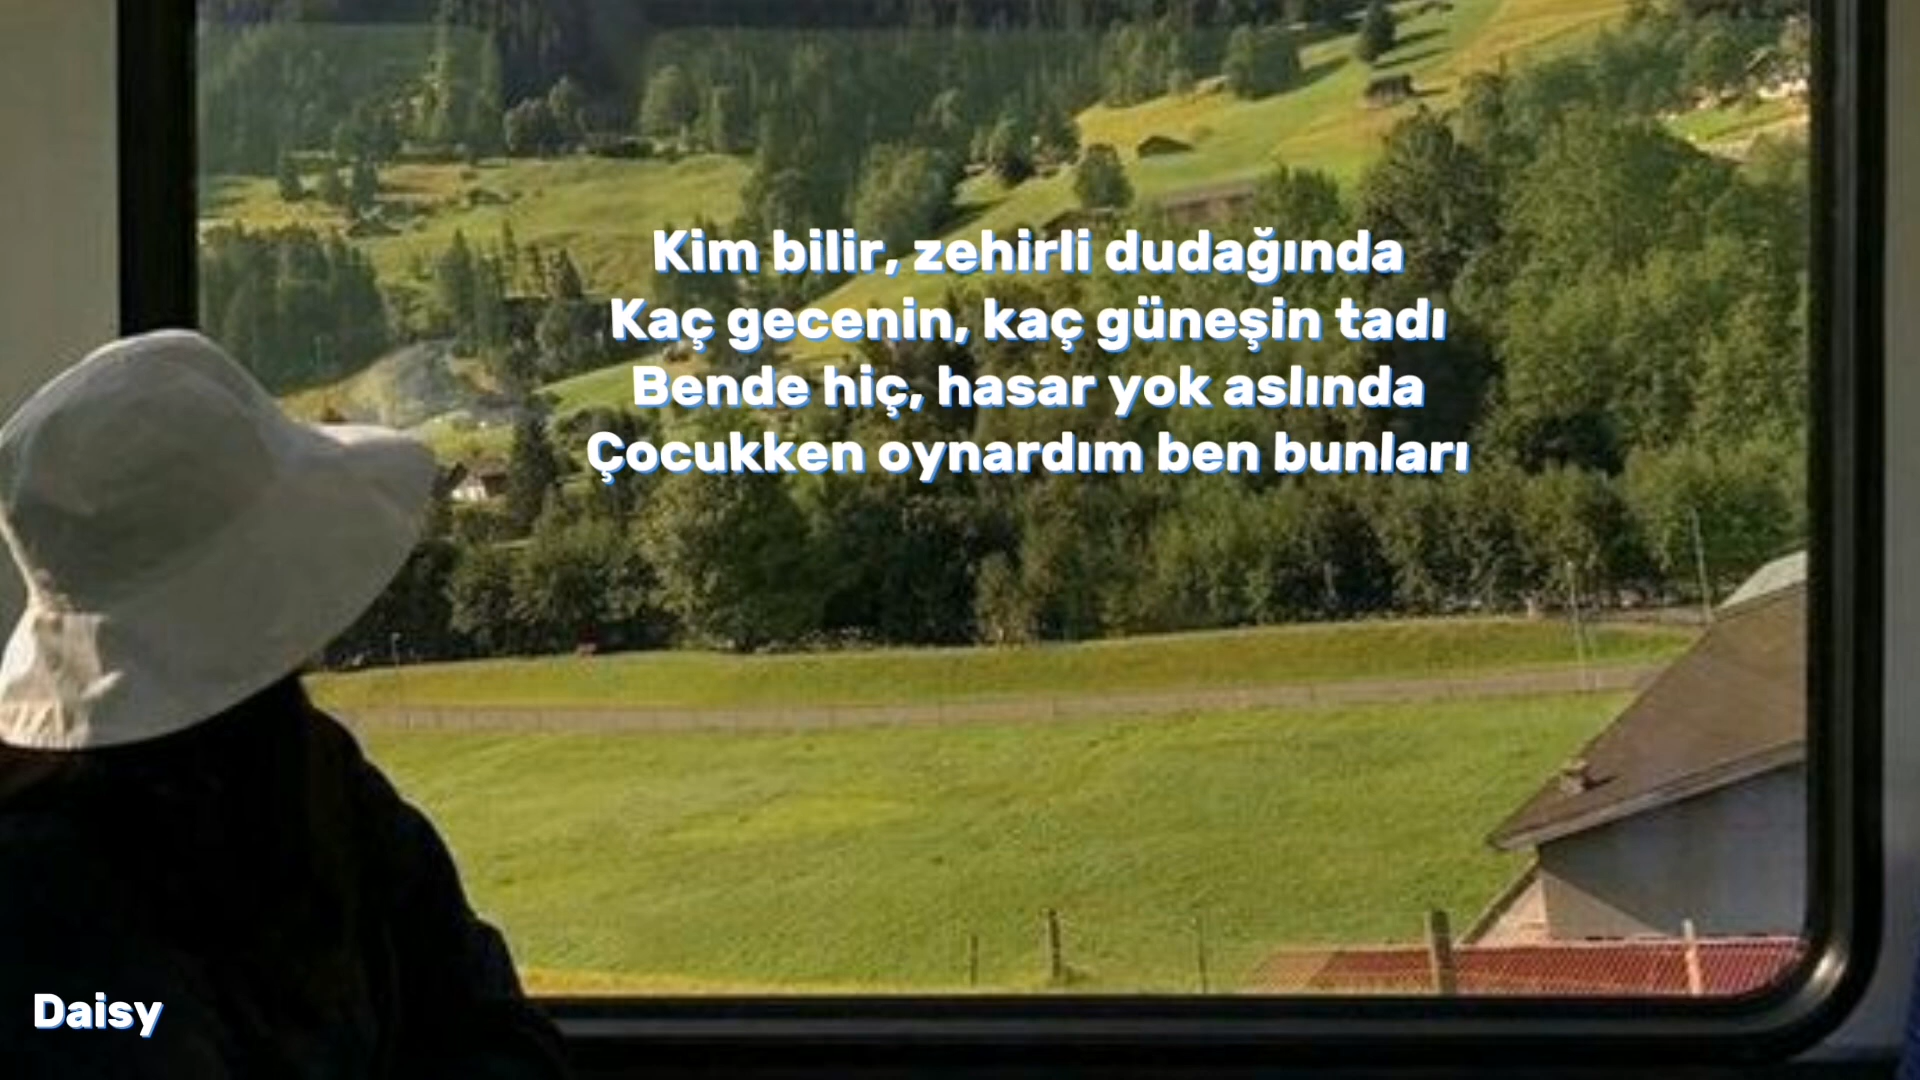 Kim bilir, zehirli dudağında
Kaç gecenin, kaç güneşin tadı
Bende hiç, hasar yok aslında
Çocukken oynardım ben bunları
Daisy